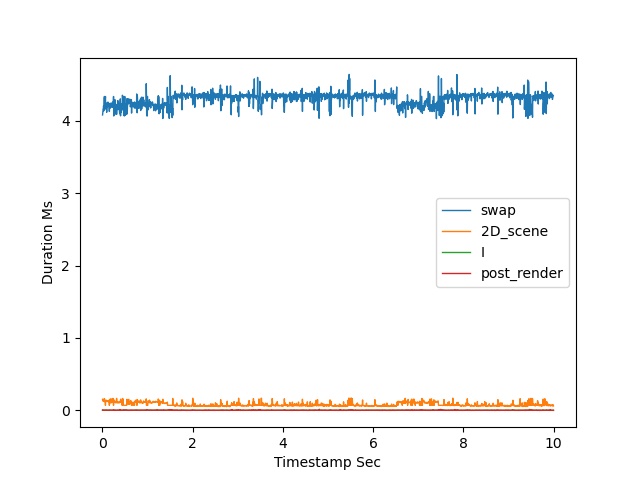 4
3
2
1
0
Duration Ms
swap
2D_scene
I
post_render
0 2 4 6 8 10
Timestamp Sec